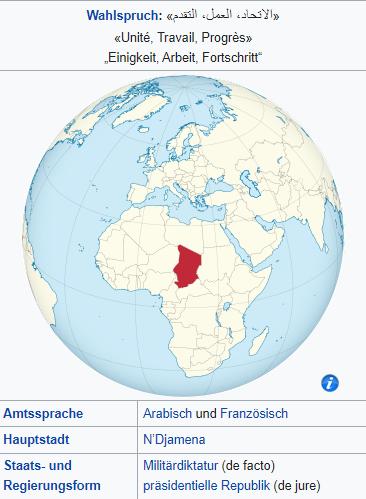 Wahlspruch: «الاتحاد، العمل، التقدم»
«Unité, Travail, Progrès»
„Einigkeit, Arbeit, Fortschritt“
Amtssprache Arabisch und Französisch
Hauptstadt N’Djamena
Staats- und Regierungsform Militärdiktatur (de facto)
präsidentielle Republik (de jure)